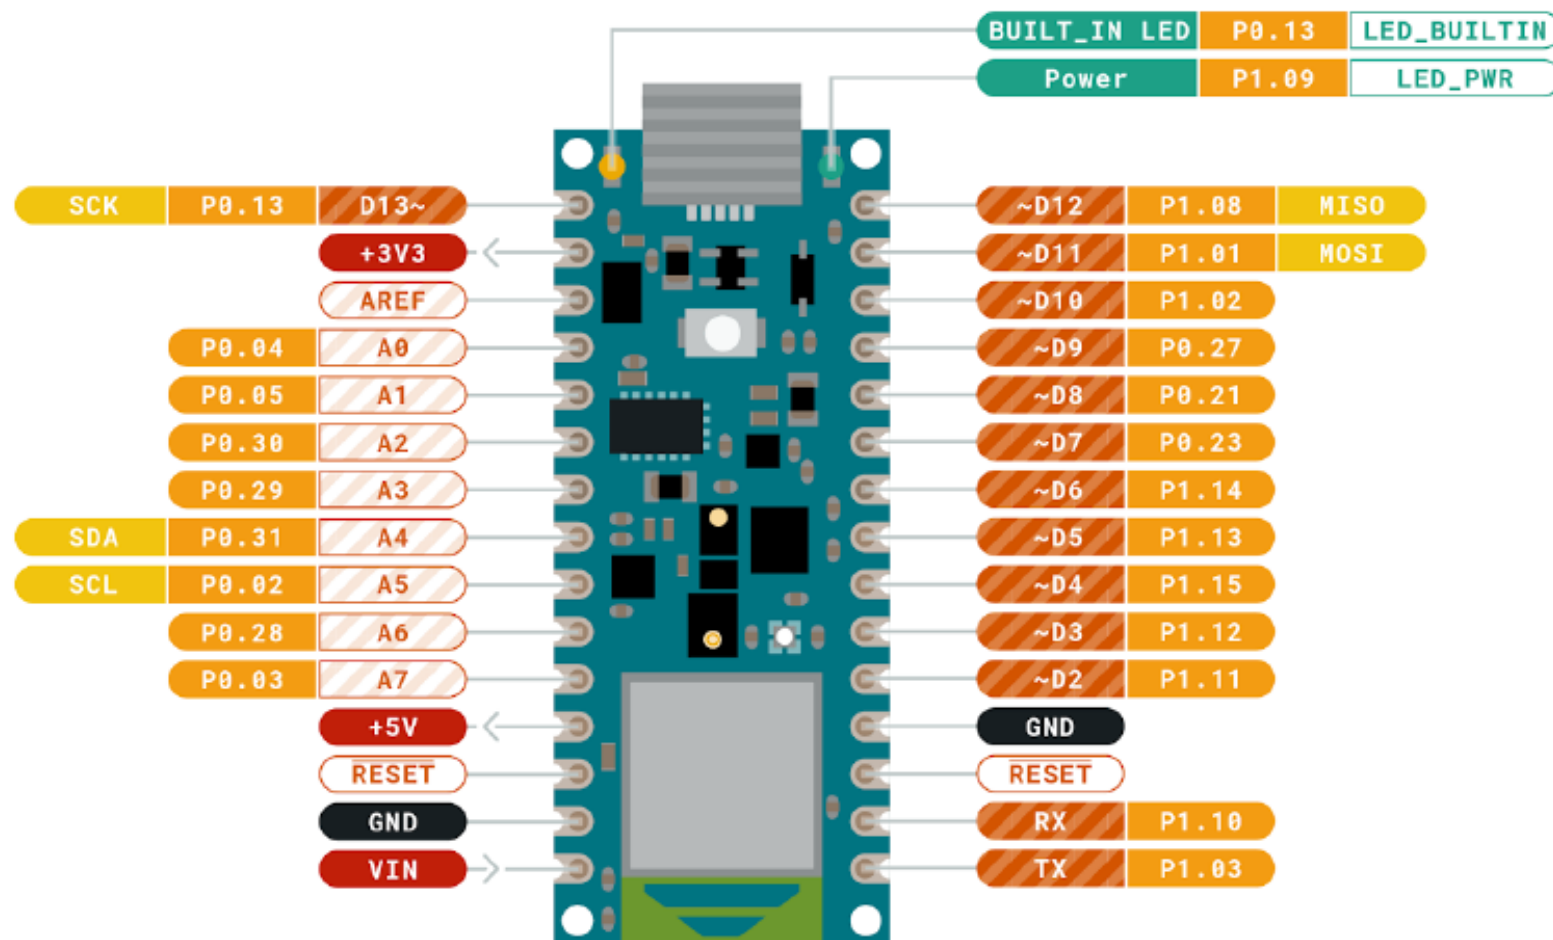 BUILT_IN LED P0.13 LED_BUILTIN
Power P1.09 LED_PWR
SCK P0.13 D13~ ~D12 P1.08 MISO
+3V3 ~D11 P1.01 MOSI
AREF ~D10 P1.02
P0.04 A0 ~D9 P0.27
P0.05 A1 ~D8 P0.21
P0.30 A2 ~D7 P0.23
P0.29 A3 ~D6 P1.14
SDA P0.31 A4 ~D5 P1.13
SCL P0.02 A5 ~D4 P1.15
P0.28 A6 ~D3 P1.12
P0.03 A7 ~D2 P1.11
+5V GND
RESET RESET
GND RX P1.10
VIN TX P1.03